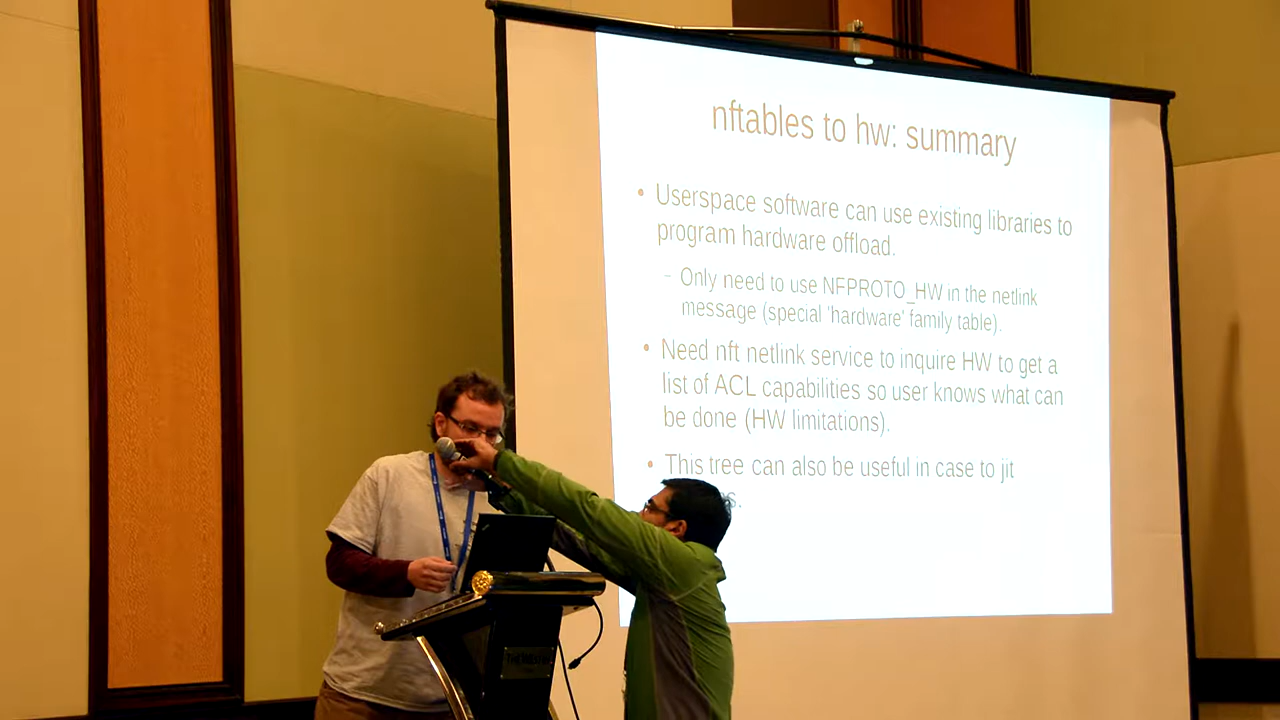 nftables to hw: summary
• Userspace software can use existing libraries to
program hardware offload.
– Only need to use NFPROTO_HW in the netlink
message (special 'hardware' family table).
• Need nft netlink service to inquire HW to get a
list of ACL capabilities so user knows what can
be done (HW limitations).
• This tree can also be useful in case to jit